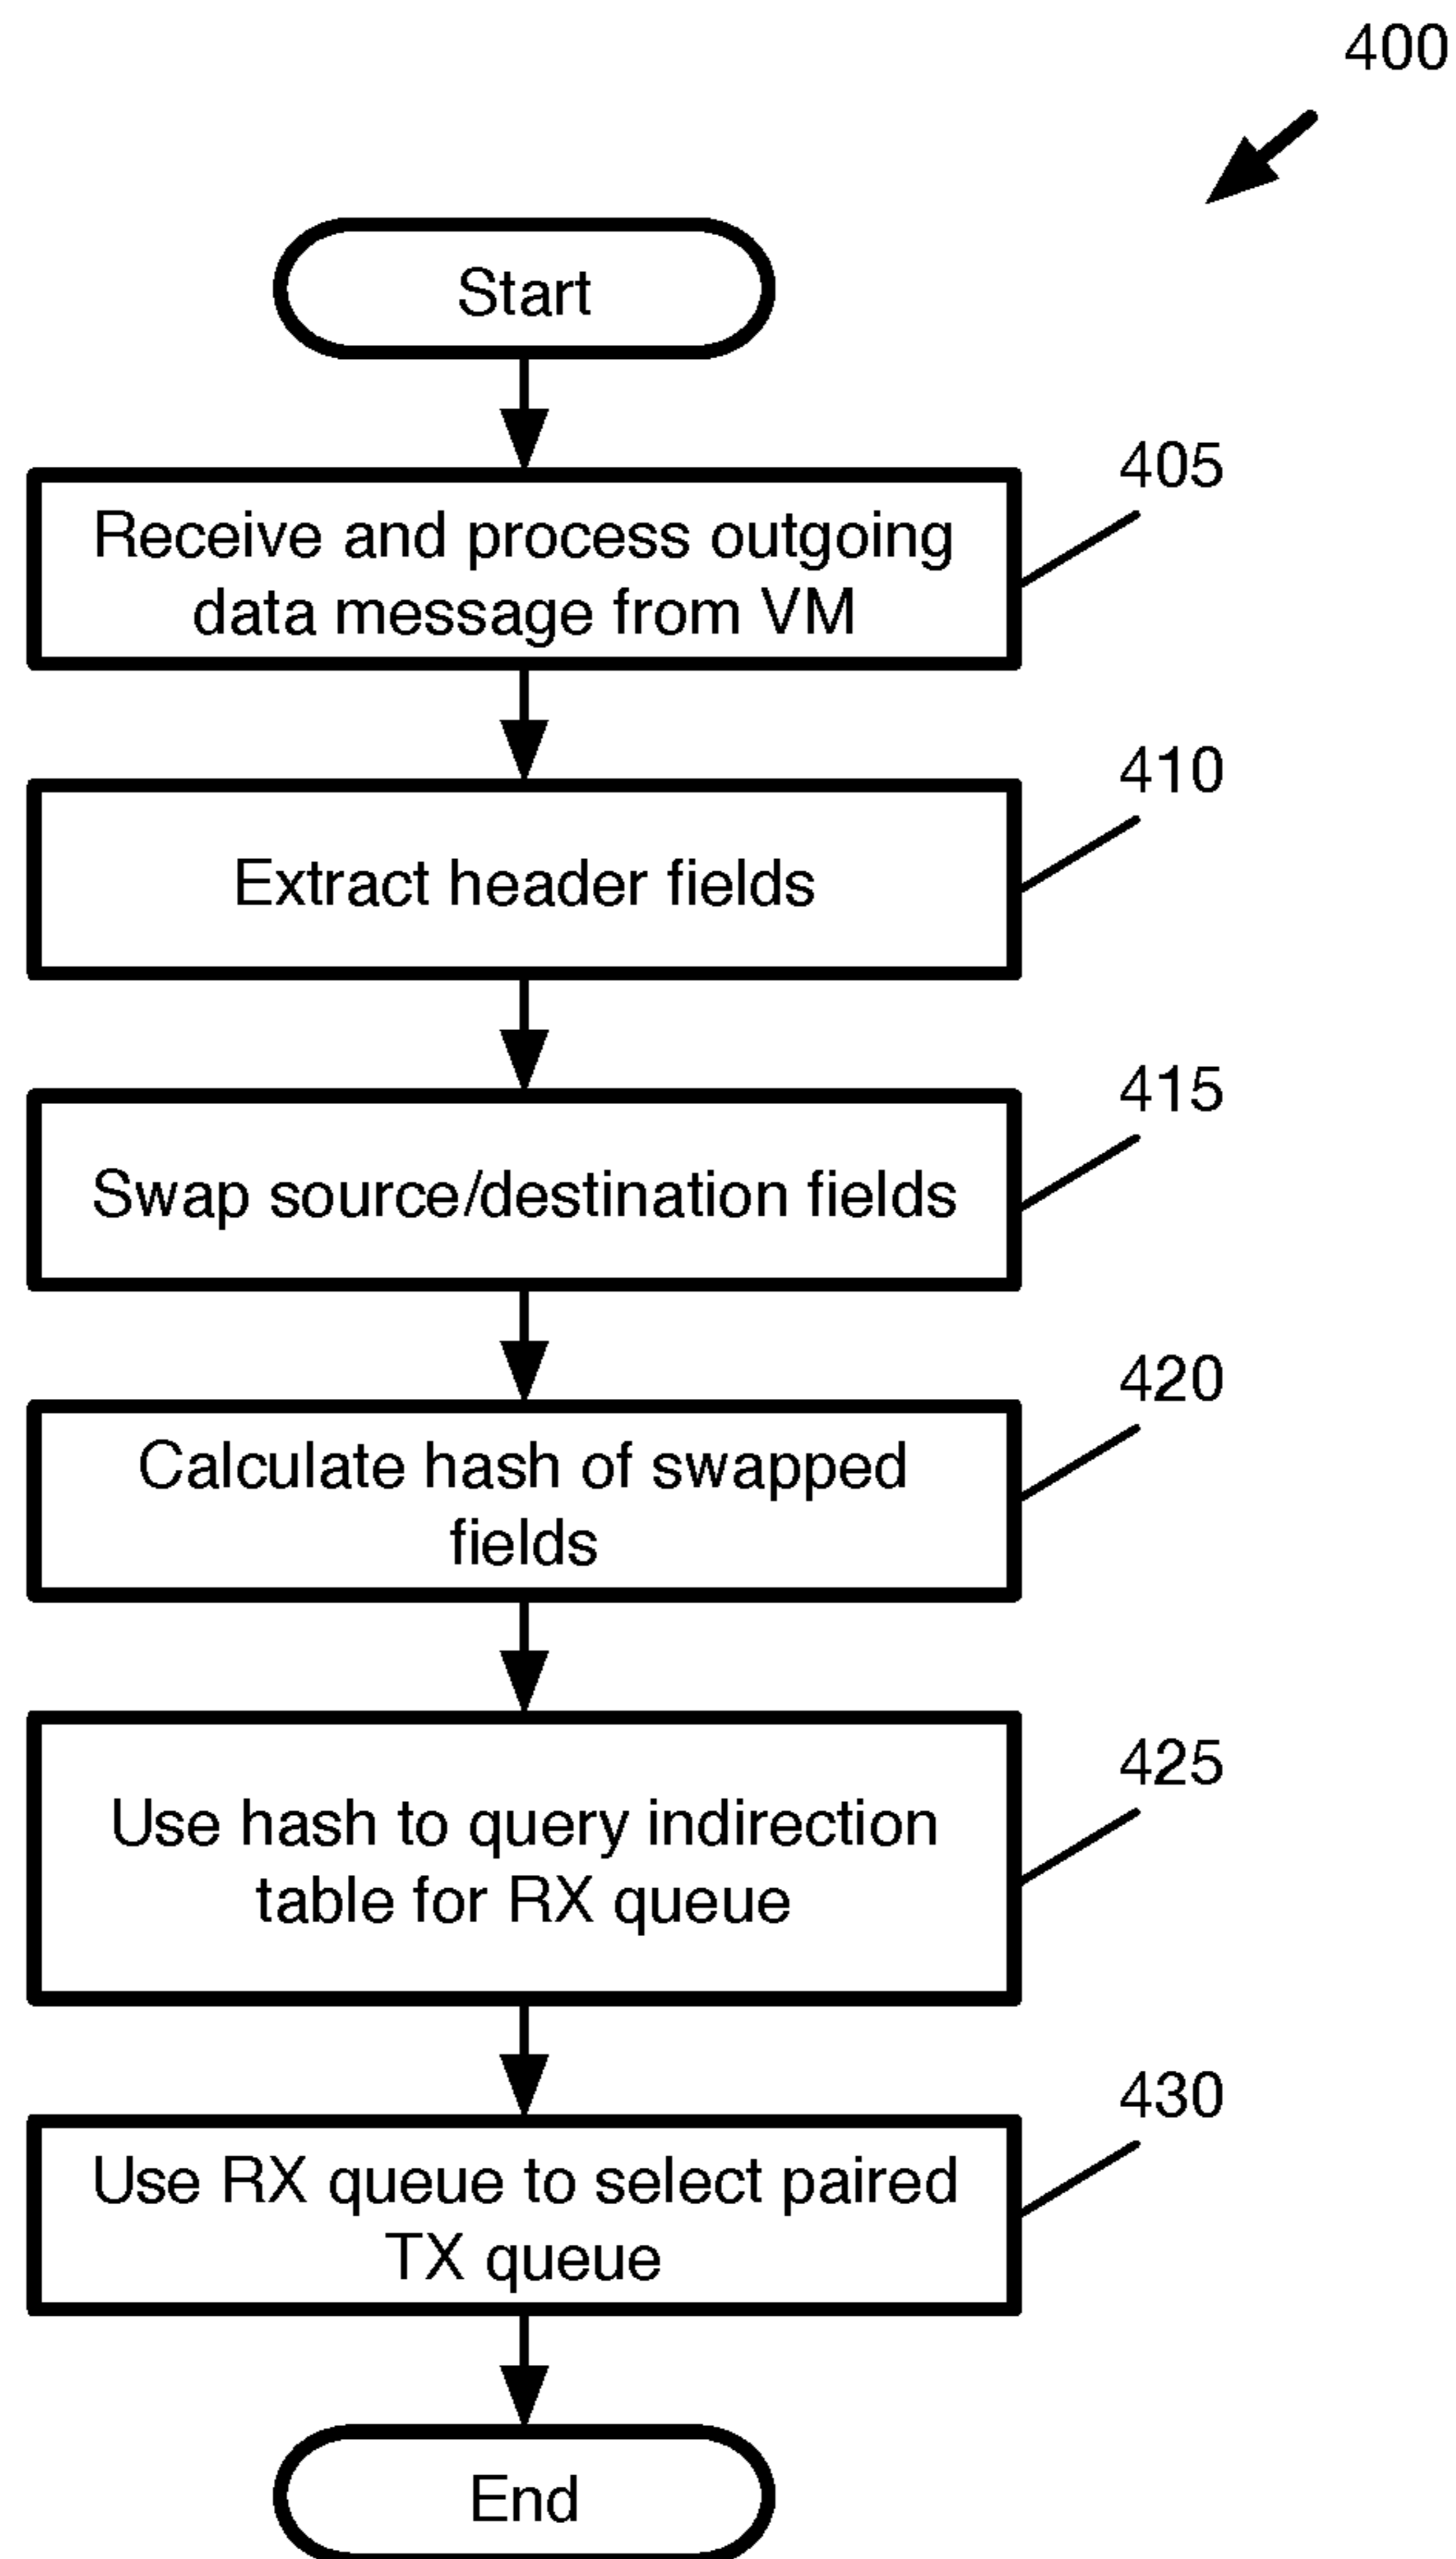 400
Start
405
Receive and process outgoing
data message from VM
410
Extract header fields
415
Swap source/destination fields
420
Calculate hash of swapped
fields
425
Use hash to query indirection
table for RX queue
430
Use RX queue to select paired
TX queue
End